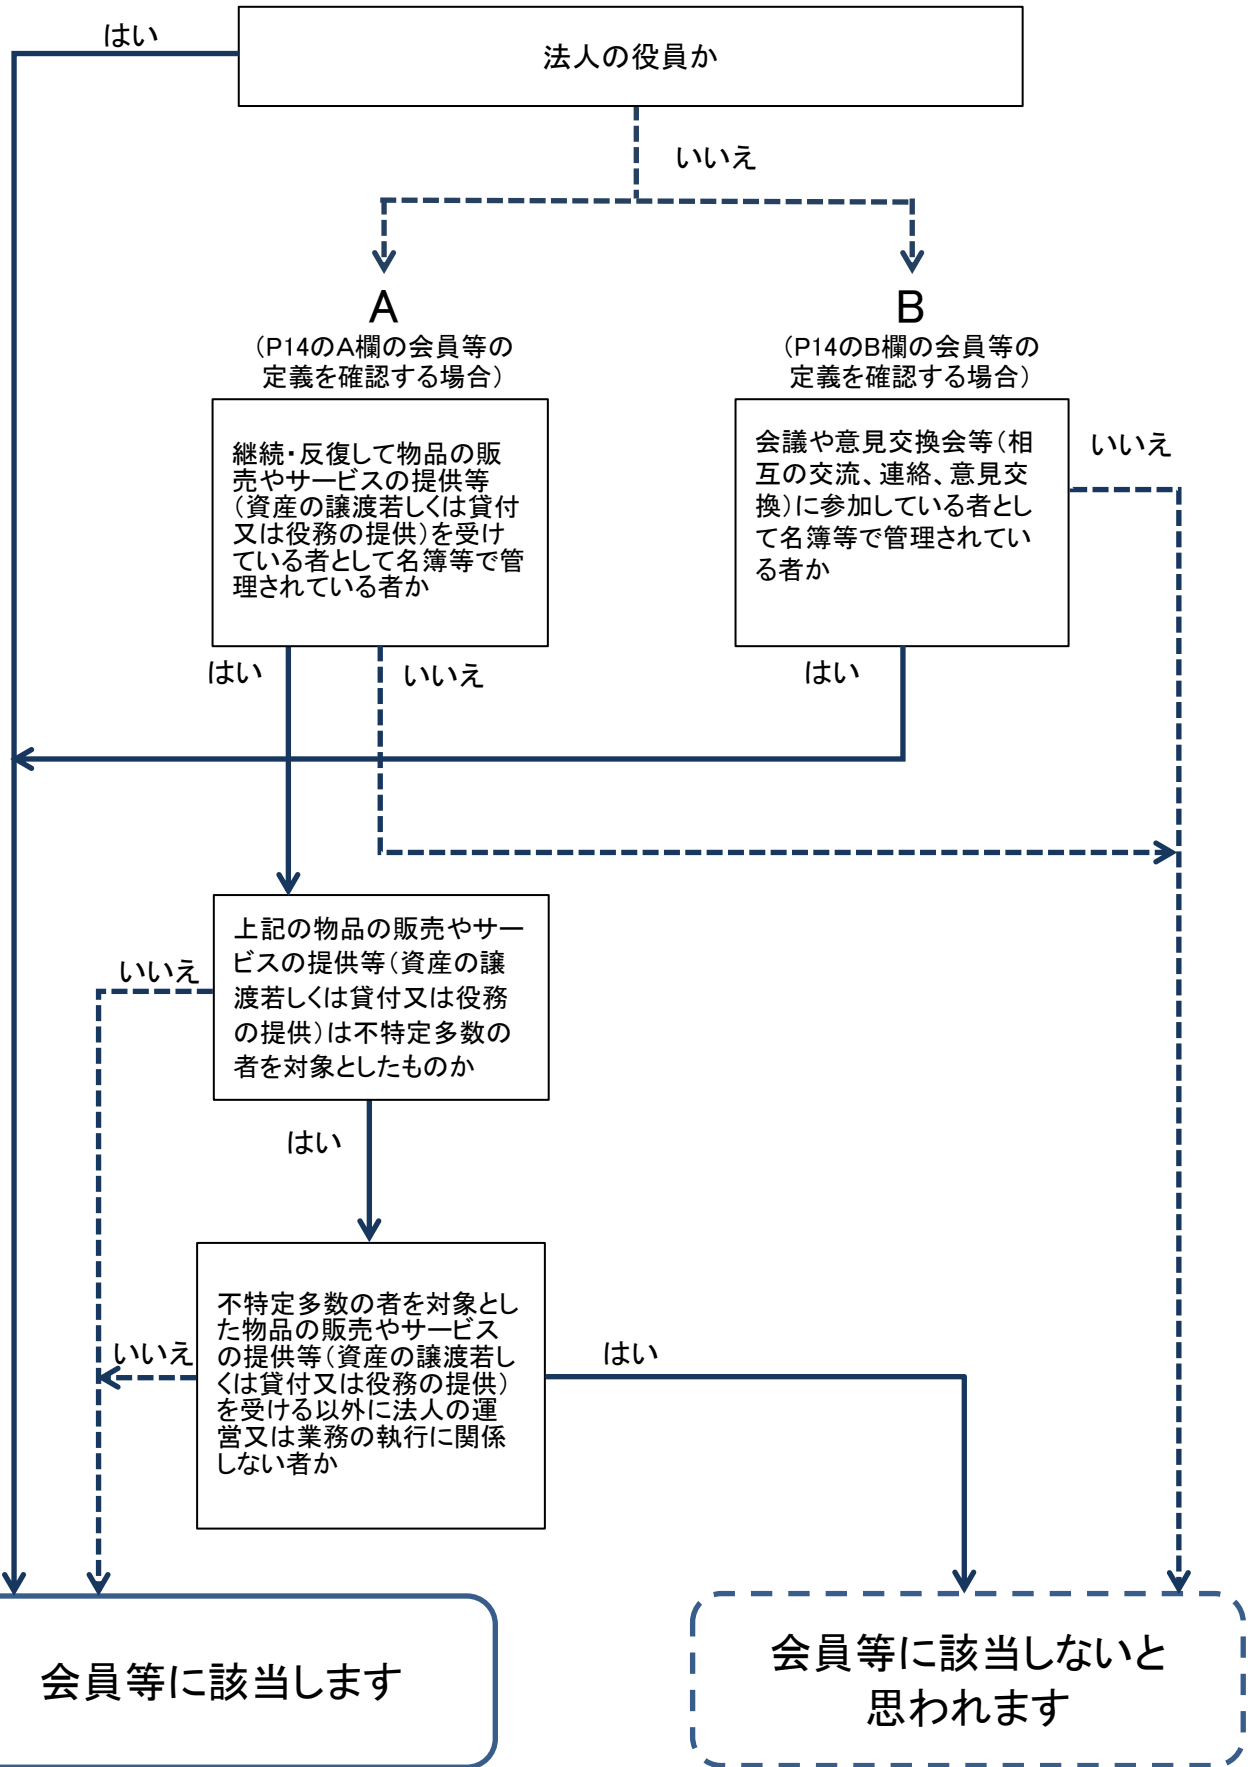 はい
法人の役員か
いいえ
A
(P14のA欄の会員等の
定義を確認する場合)
B
(P14のB欄の会員等の
定義を確認する場合)
継続・反復して物品の販
売やサービスの提供等
(資産の譲渡若しくは貸付
又は役務の提供)を受け
ている者として名簿等で管
理されている者か
会議や意見交換会等(相
互の交流、連絡、意見交
換)に参加している者とし
て名簿等で管理されてい
る者か
いいえ
はい
いいえ
はい
上記の物品の販売やサー
ビスの提供等(資産の譲
渡若しくは貸付又は役務
の提供)は不特定多数の
者を対象としたものか
いいえ
はい
不特定多数の者を対象とし
た物品の販売やサービス
の提供等(資産の譲渡若し
くは貸付又は役務の提供)
を受ける以外に法人の運
営又は業務の執行に関係
しない者か
いいえ
はい
会員等に該当します
会員等に該当しないと
思われます